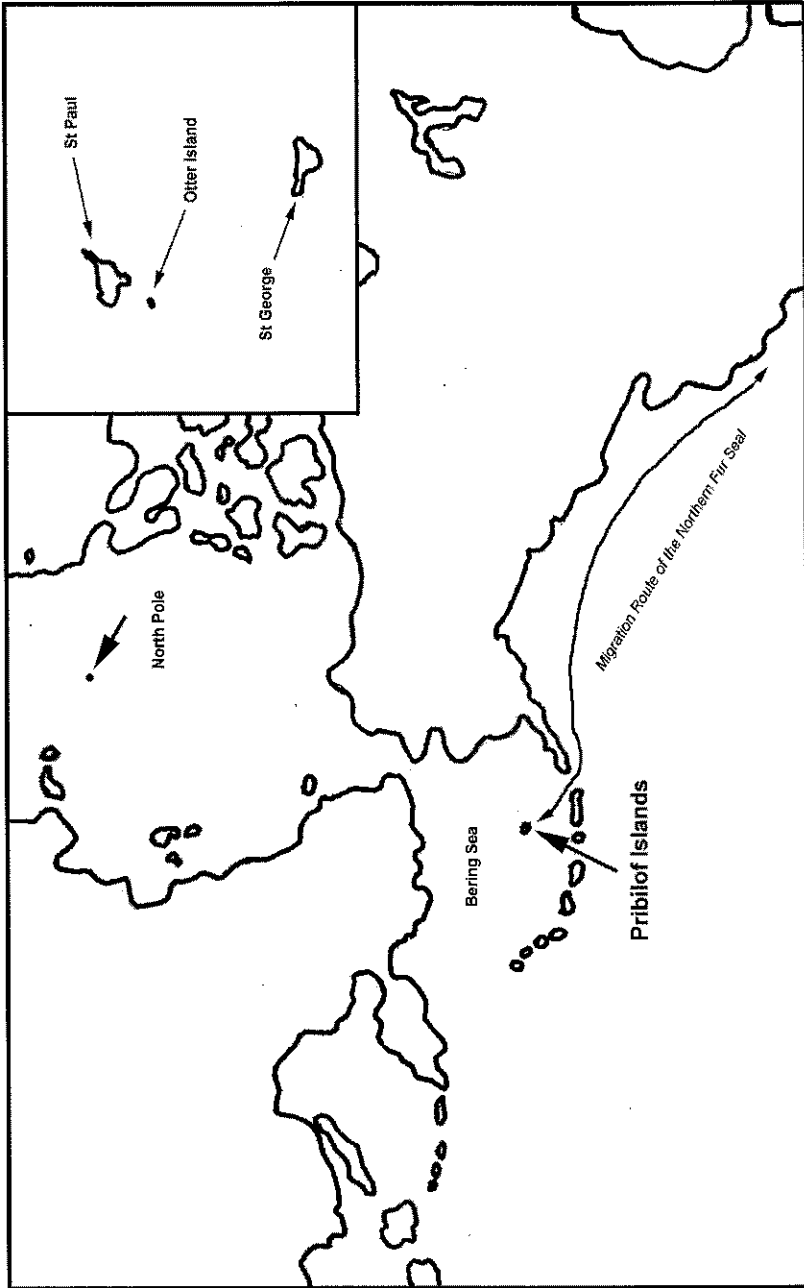 St Paul
Otter Island
St George
North Pole
Bering Sea
Pribilof Islands
Migration Route of the Northern Fur Seal